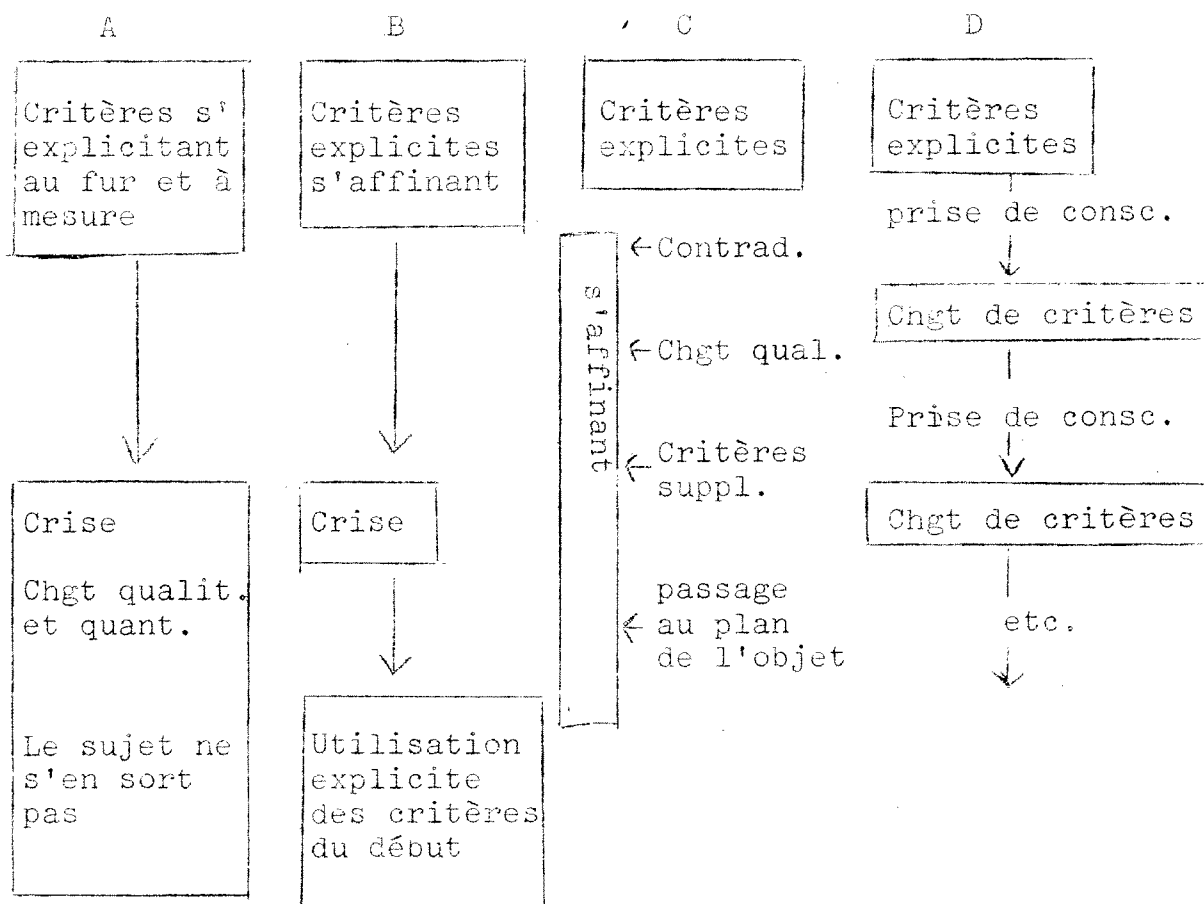 A
Critères s'
explicitant
au fur et à
mesure
Crise
Chgt qualit.
et quant.
Le sujet ne
s'en sort
pas
B
Critères
explicites
s'affinant
Crise
Utilisation
explicite
des critères
du début
C
Critères
explicites
s'affinant
←Contrad.
←Chgt qual.
←Critères
suppl.
passage
←au plan
de l'objet
D
Critères
explicites
prise de consc.
Chgt de critères
Prise de consc.
Chgt de critères
etc.